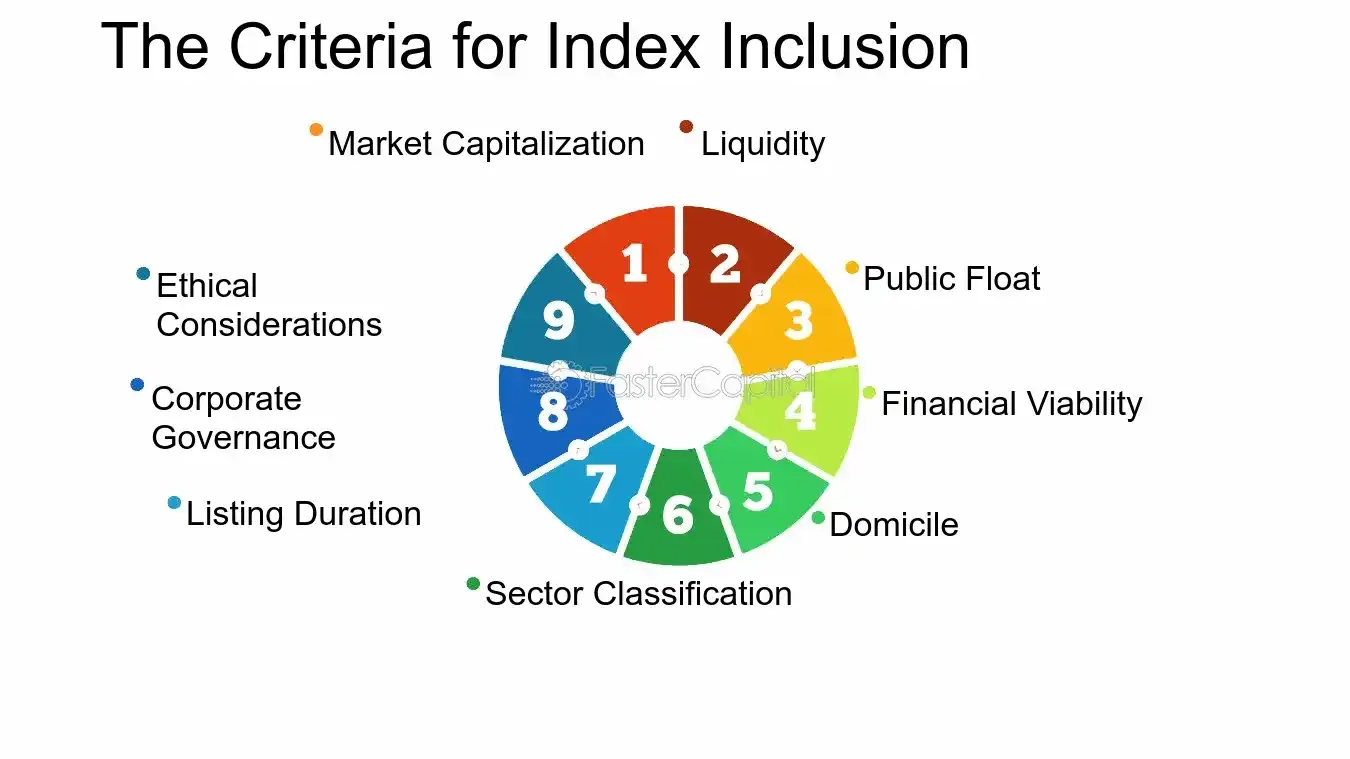 The Criteria for Index Inclusion
Market Capitalization
Liquidity
Public Float
Financial Viability
Domicile
Sector Classification
Listing Duration
Corporate
Governance
Ethical
Considerations
1
2
3
4
5
6
7
8
9
FasterCapital